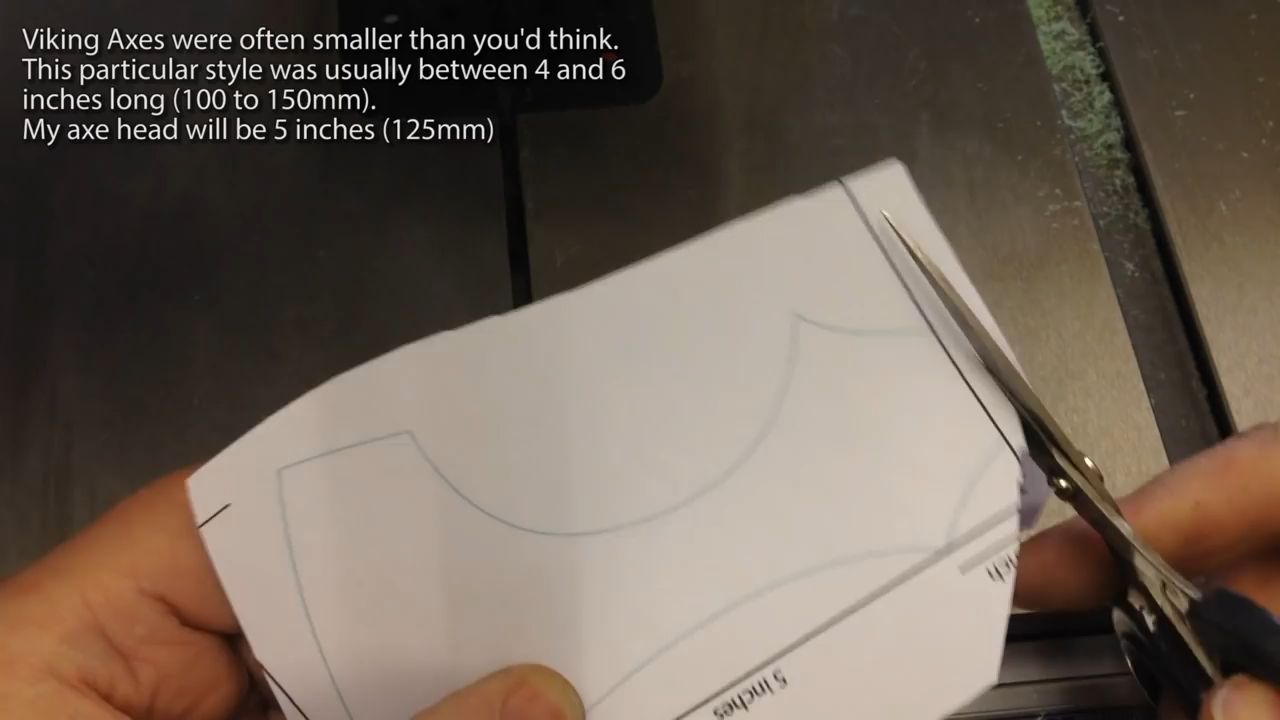 Viking Axes were often smaller than you'd think.
This particular style was usually between 4 and 6
inches long (100 to 150mm).
My axe head will be 5 inches (125mm)
5 inches